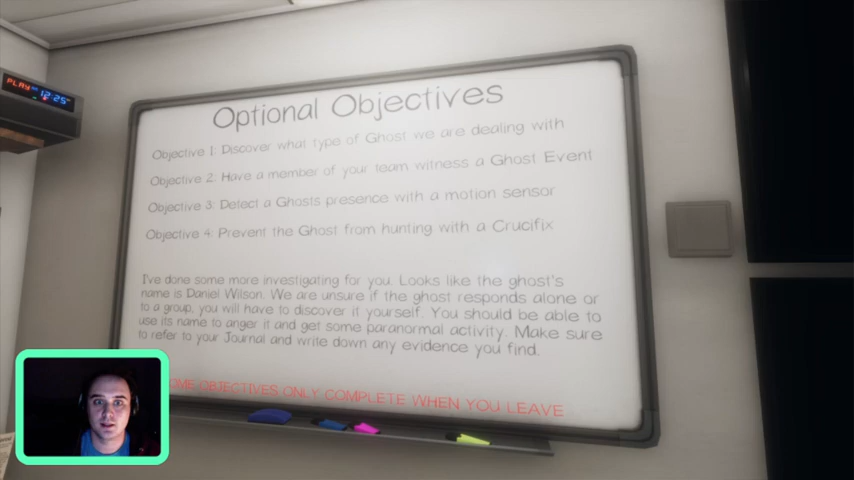 PLAY 12:25
Optional Objectives
Objective 1: Discover what type of Ghost we are dealing with
Objective 2: Have a member of your team witness a Ghost Event
Objective 3: Detect a Ghosts presence with a motion sensor
Objective 4: Prevent the Ghost from hunting with a Crucifix
I've done some more investigating for you. Looks like the ghost's
name is Daniel Wilson. We are unsure if the ghost responds alone or
to a group, you will have to discover it yourself. You should be able to
use its name to anger it and get some paranormal activity. Make sure
to refer to your Journal and write down any evidence you find.
OBJECTIVES ONLY COMPLETE WHEN YOU LEAVE